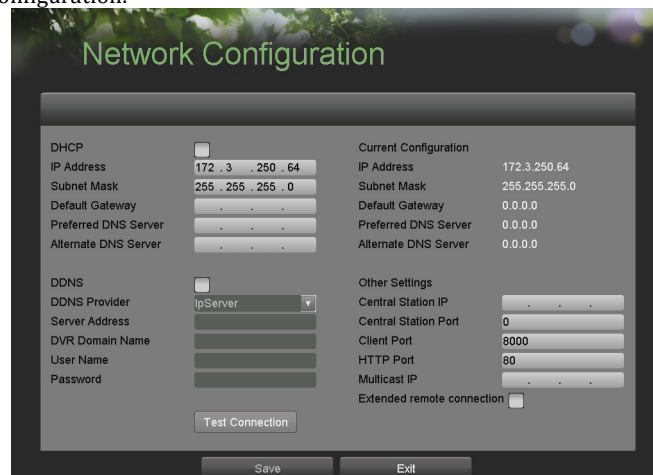 onfiguration.
Network Configuration
DHCP
IP Address 172 . 3 . 250 . 64
Subnet Mask 255 . 255 . 255 . 0
Default Gateway . . .
Preferred DNS Server . . .
Alternate DNS Server . . .
DDNS
DDNS Provider IpServer
Server Address
DVR Domain Name
User Name
Password
Test Connection
Current Configuration
IP Address 172.3.250.64
Subnet Mask 255.255.255.0
Default Gateway 0.0.0.0
Preferred DNS Server 0.0.0.0
Alternate DNS Server 0.0.0.0
Other Settings
Central Station IP . . .
Central Station Port 0
Client Port 8000
HTTP Port 80
Multicast IP . . .
Extended remote connection
Save Exit